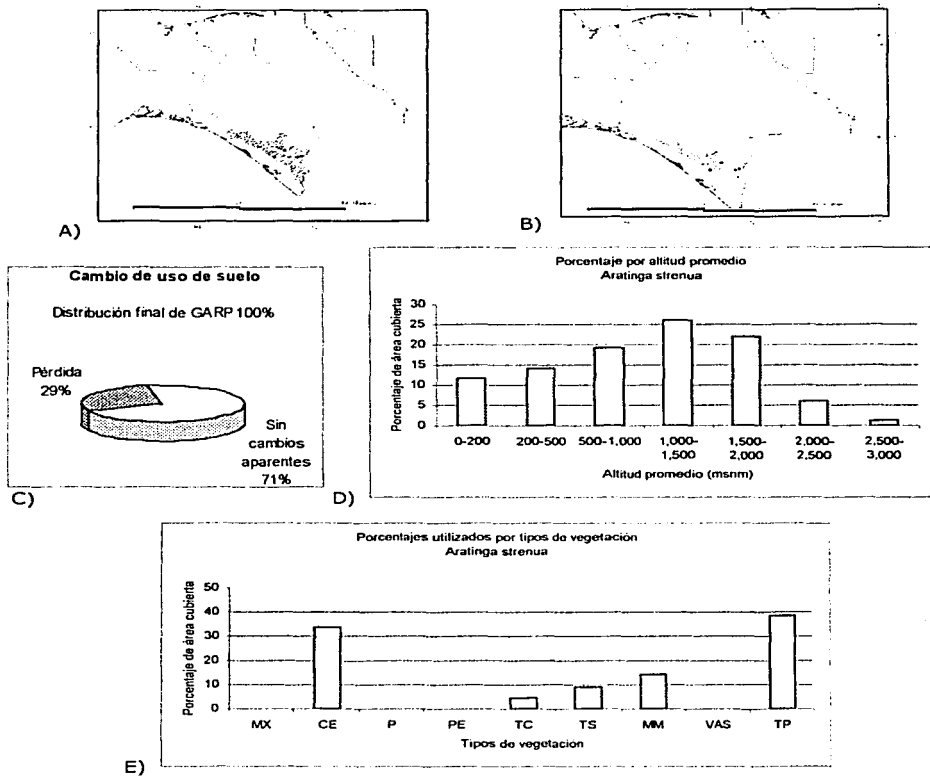 A)
B)
Cambio de uso de suelo
Distribución final de GARP 100%
Pérdida
29%
Sin
cambios
aparentes
71%
C)
Porcentaje por altitud promedio
Aratinga strenua
Porcentaje de área cubierta
30
25
20
15
10
5
0
0-200
200-500
500-1,000
1,000-
1,500
1,500-
2,000
2,000-
2,500
2,500-
3,000
Altitud promedio (msnm)
D)
Porcentajes utilizados por tipos de vegetación
Aratinga strenua
Porcentaje de área cubierta
50
40
30
20
10
0
MX
CE
P
PE
TC
TS
MM
VAS
TP
Tipos de vegetacion
E)